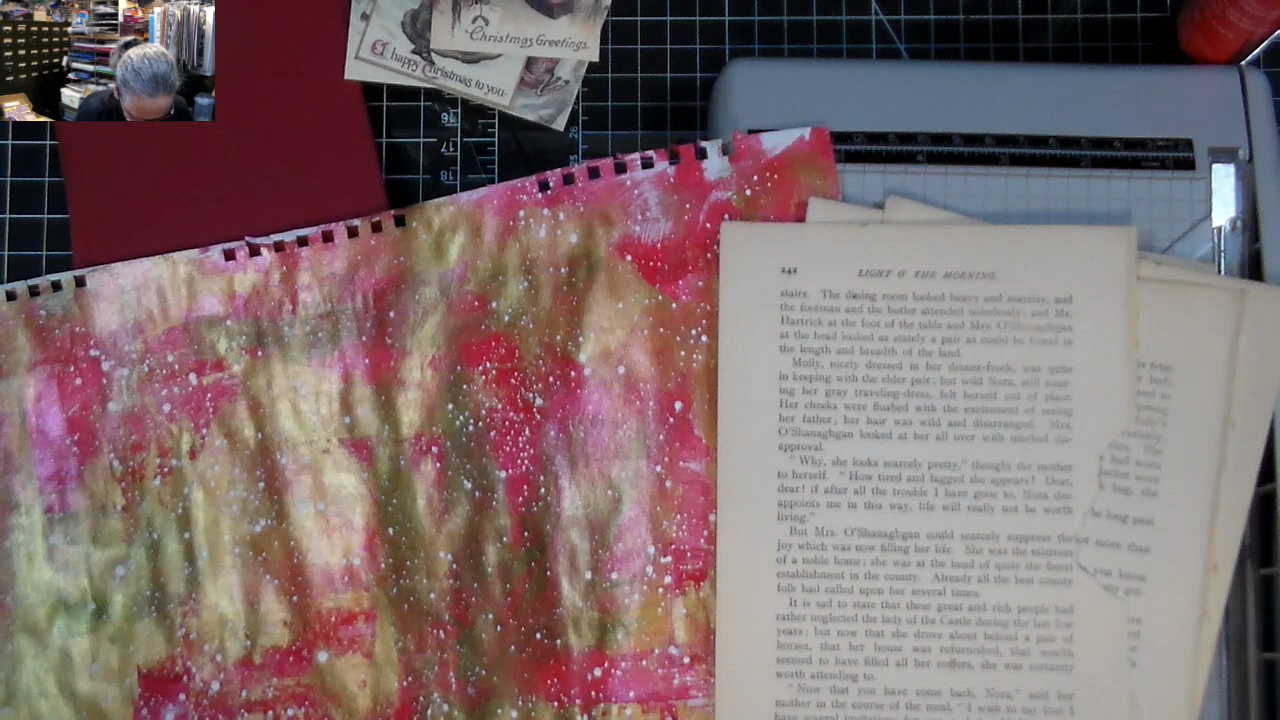 Christmas Greetings.
A happy Christmas to you.
16
17
18
242 LIGHT O' THE MORNING.
stairs. The dining room looked heavy and massive, and
the footman and the butler attended noiselessly; and Mr.
Hartrick at the foot of the table and Mrs. O'Shanaghgan
at the head looked as stately a pair as could be found in
the length and breadth of the land.
Molly, nicely dressed in her dinner-frock, was quite
in keeping with the elder pair; but wild Nora, still wear-
ing her gray traveling-dress, felt herself out of place.
Her cheeks were flushed with the excitement of seeing
her father; her hair was wild and disarranged. Mrs.
O'Shanaghgan looked at her all over with marked dis-
approval.
"Why, she looks scarcely pretty," thought the mother
to herself. "How tired and fagged she appears! Dear,
dear! if after all the trouble I have gone to, Nora dis-
appoints me in this way, life will really not be worth
living."
But Mrs. O'Shanaghgan could scarcely suppress the
joy which was now filling her life. She was the mistress
of a noble home; she was at the head of quite the finest
establishment in the county. Already all the best county
folks had called upon her several times.
It is sad to state that these great and rich people had
rather neglected the lady of the Castle during the last few
years; but now that she drove about behind a pair of
horses, that her house was refurnished, that wealth
seemed to have filled all her coffers, she was certainly
worth attending to.
"Now that you have come back, Nora," said her
mother in the course of the meal, "I wish to say that I
have several invitations
be long past
more than
you know